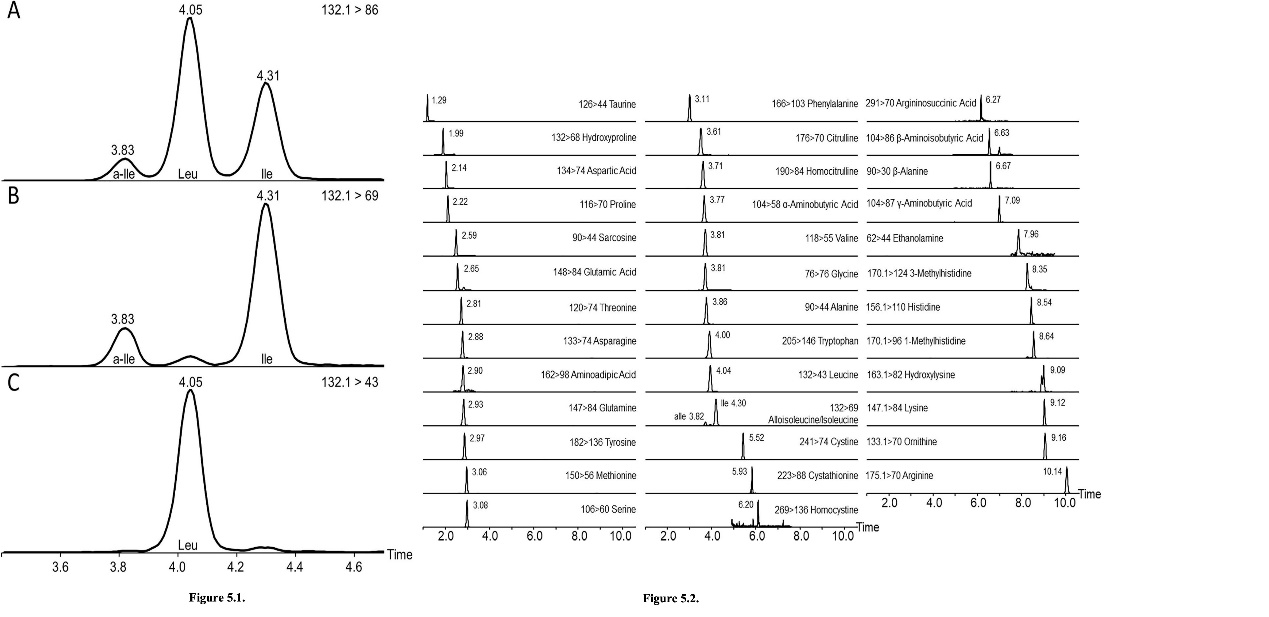 A
4.05
132.1 > 86
4.31
3.83
a-Ile
Leu
Ile
B
4.31
132.1 > 69
3.83
a-Ile
Ile
C
4.05
132.1 > 43
Leu
Time
3.6 3.8 4.0 4.2 4.4 4.6
Figure 5.1.
1.29 126>44 Taurine
1.99 132>68 Hydroxyproline
2.14 134>74 Aspartic Acid
2.22 116>70 Proline
2.59 90>44 Sarcosine
2.65 148>84 Glutamic Acid
2.81 120>74 Threonine
2.88 133>74 Asparagine
2.90 162>98 Aminoadipic Acid
2.93 147>84 Glutamine
2.97 182>136 Tyrosine
3.06 150>56 Methionine
3.08 106>60 Serine
2.0 4.0 6.0 8.0 10.0
3.11 166>103 Phenylalanine
3.61 176>70 Citrulline
3.71 190>84 Homocitrulline
3.77 104>58 α-Aminobutyric Acid
3.81 118>55 Valine
3.81 76>76 Glycine
3.86 90>44 Alanine
4.00 205>146 Tryptophan
4.04 132>43 Leucine
Ile 4.30 132>69
alle 3.82 Alloisoleucine/Isoleucine
5.52 241>74 Cystine
5.93 223>88 Cystathionine
6.20 269>136 Homocystine
Time
2.0 4.0 6.0 8.0 10.0
291>70 Argininosuccinic Acid 6.27
104>86 β-Aminoisobutyric Acid 6.63
90>30 β-Alanine 6.67
104>87 γ-Aminobutyric Acid 7.09
62>44 Ethanolamine 7.96
170.1>124 3-Methylhistidine 8.35
156.1>110 Histidine 8.54
170.1>96 1-Methylhistidine 8.64
163.1>82 Hydroxylysine 9.09
147.1>84 Lysine 9.12
133.1>70 Ornithine 9.16
175.1>70 Arginine 10.14
Time
2.0 4.0 6.0 8.0 10.0
Figure 5.2.